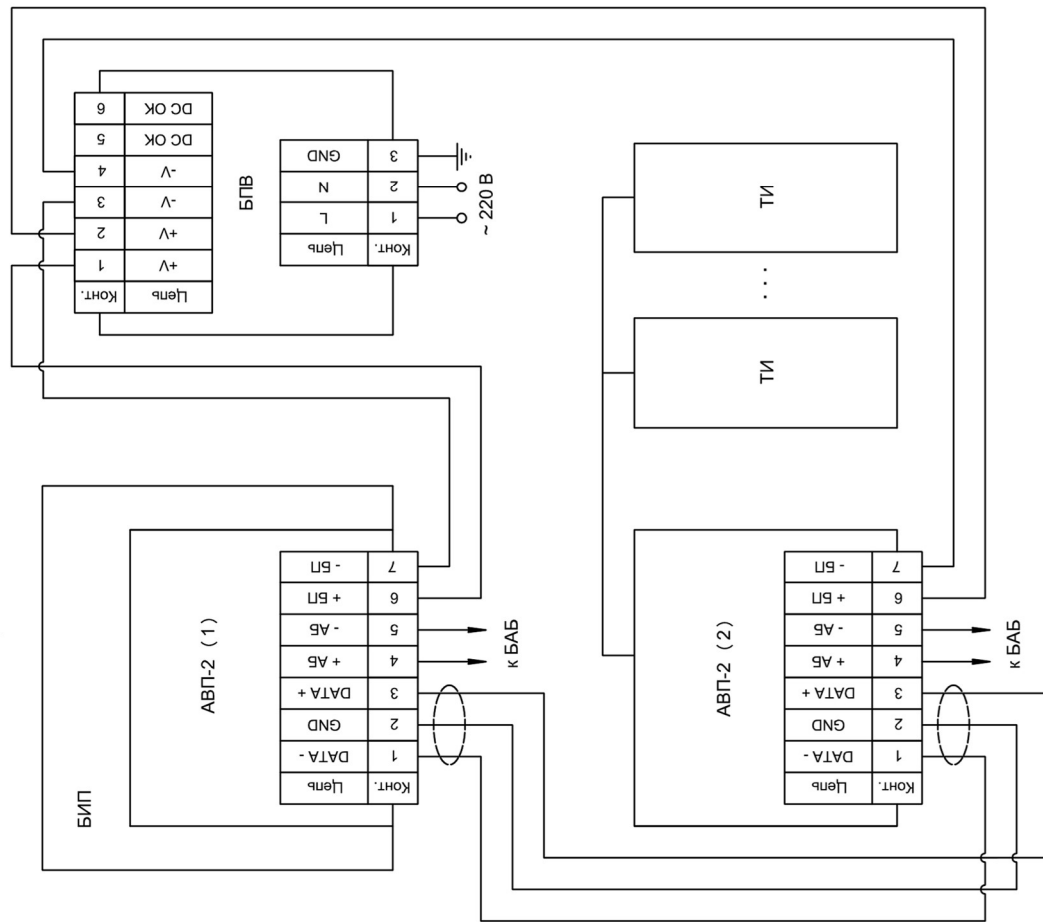 БПВ
Цепь Конт.
+V 1
+V 2
-V 3
-V 4
DC OK 5
DC OK 6
Конт. Цепь
1 L
2 N
3 GND
~ 220 В
БИП
АВП-2 (1)
Конт. Цепь
1 DATA -
2 GND
3 DATA +
4 + АБ
5 - АБ
6 + БП
7 - БП
к БАБ
ТИ
. . .
ТИ
АВП-2 (2)
Конт. Цепь
1 DATA -
2 GND
3 DATA +
4 + АБ
5 - АБ
6 + БП
7 - БП
к БАБ